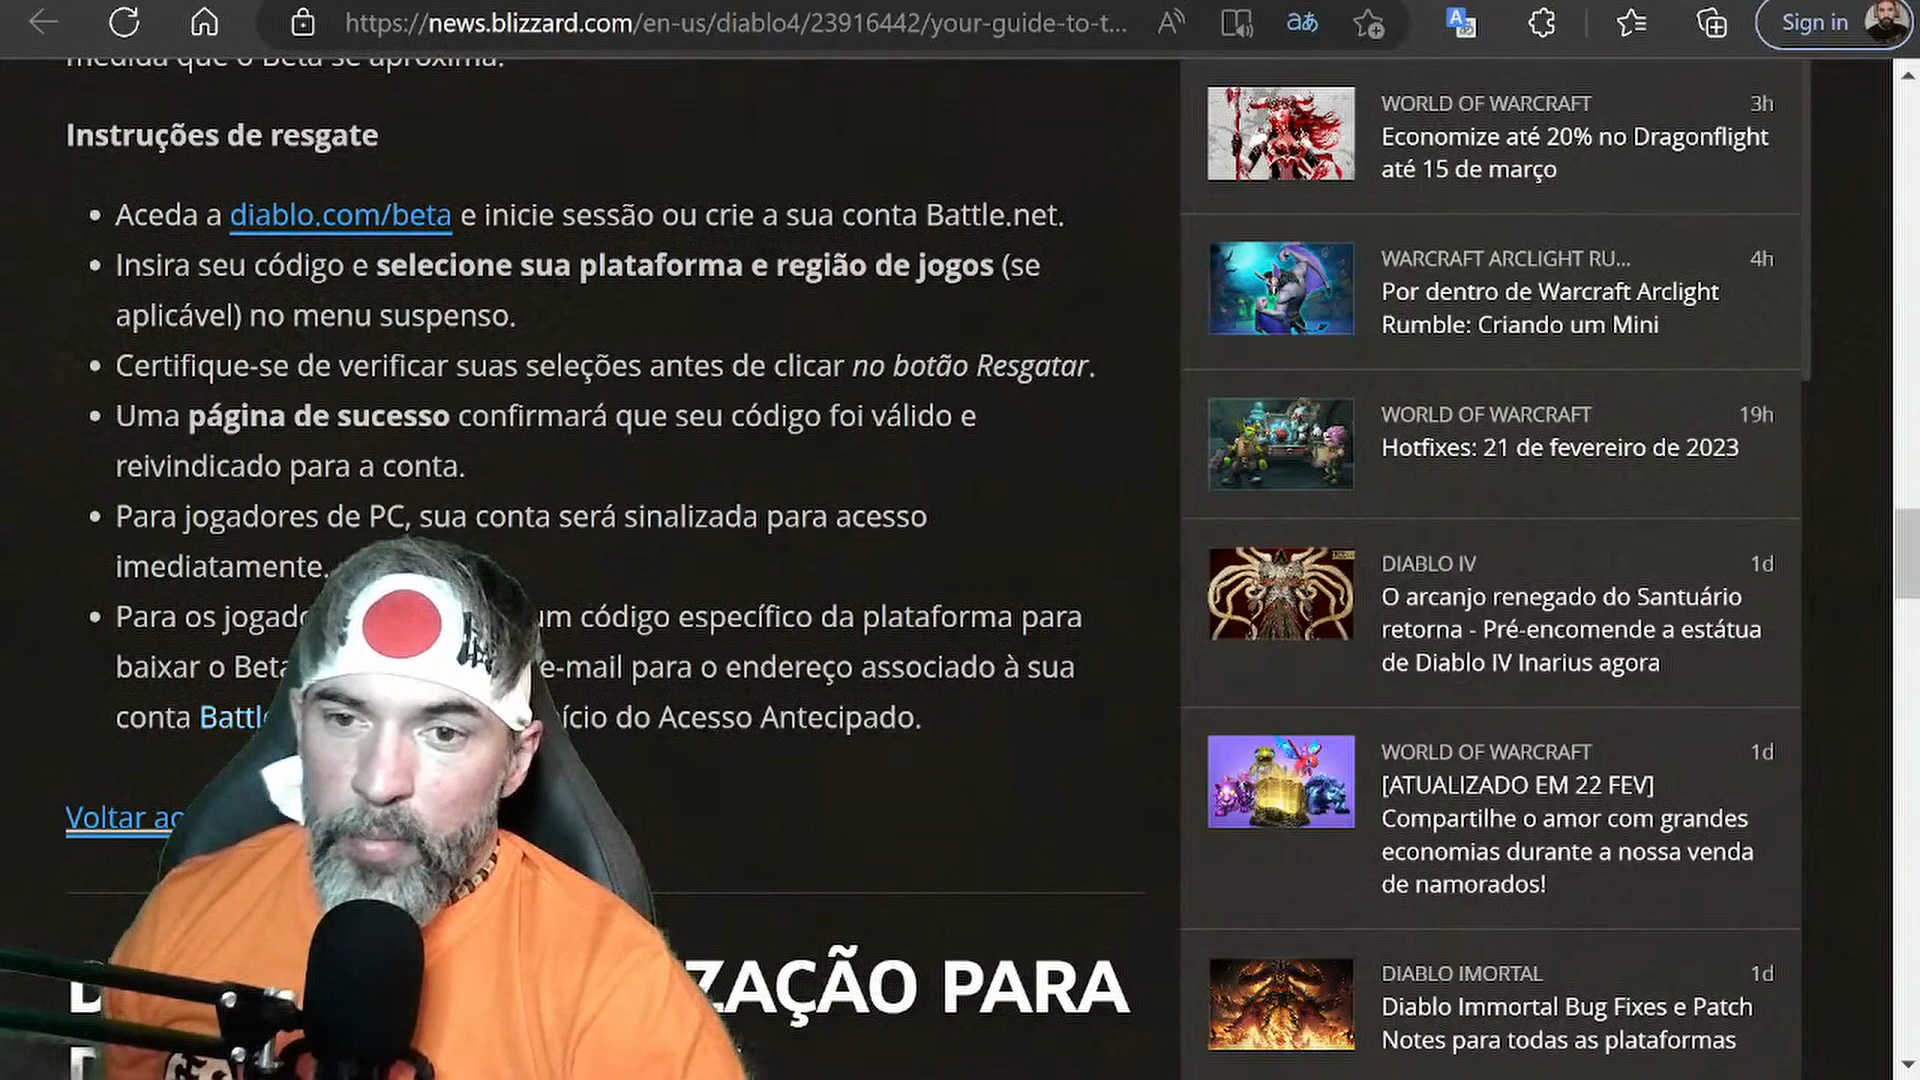 https://news.blizzard.com/en-us/diablo4/23916442/your-guide-to-t...
Sign in
medida que o Beta se aproxima.
Instruções de resgate
Aceda a diablo.com/beta e inicie sessão ou crie a sua conta Battle.net.
Insira seu código e selecione sua plataforma e região de jogos (se
aplicável) no menu suspenso.
Certifique-se de verificar suas seleções antes de clicar no botão Resgatar.
Uma página de sucesso confirmará que seu código foi válido e
reivindicado para a conta.
Para jogadores de PC, sua conta será sinalizada para acesso
imediatamente.
Para os jogad um código específico da plataforma para
baixar o Beta e-mail para o endereço associado à sua
conta Battle ício do Acesso Antecipado.
Voltar ao
ZAÇÃO PARA
WORLD OF WARCRAFT 3h
Economize até 20% no Dragonflight
até 15 de março
WARCRAFT ARCLIGHT RU... 4h
Por dentro de Warcraft Arclight
Rumble: Criando um Mini
WORLD OF WARCRAFT 19h
Hotfixes: 21 de fevereiro de 2023
DIABLO IV 1d
O arcanjo renegado do Santuário
retorna - Pré-encomende a estátua
de Diablo IV Inarius agora
WORLD OF WARCRAFT 1d
[ATUALIZADO EM 22 FEV]
Compartilhe o amor com grandes
economias durante a nossa venda
de namorados!
DIABLO IMORTAL 1d
Diablo Immortal Bug Fixes e Patch
Notes para todas as plataformas